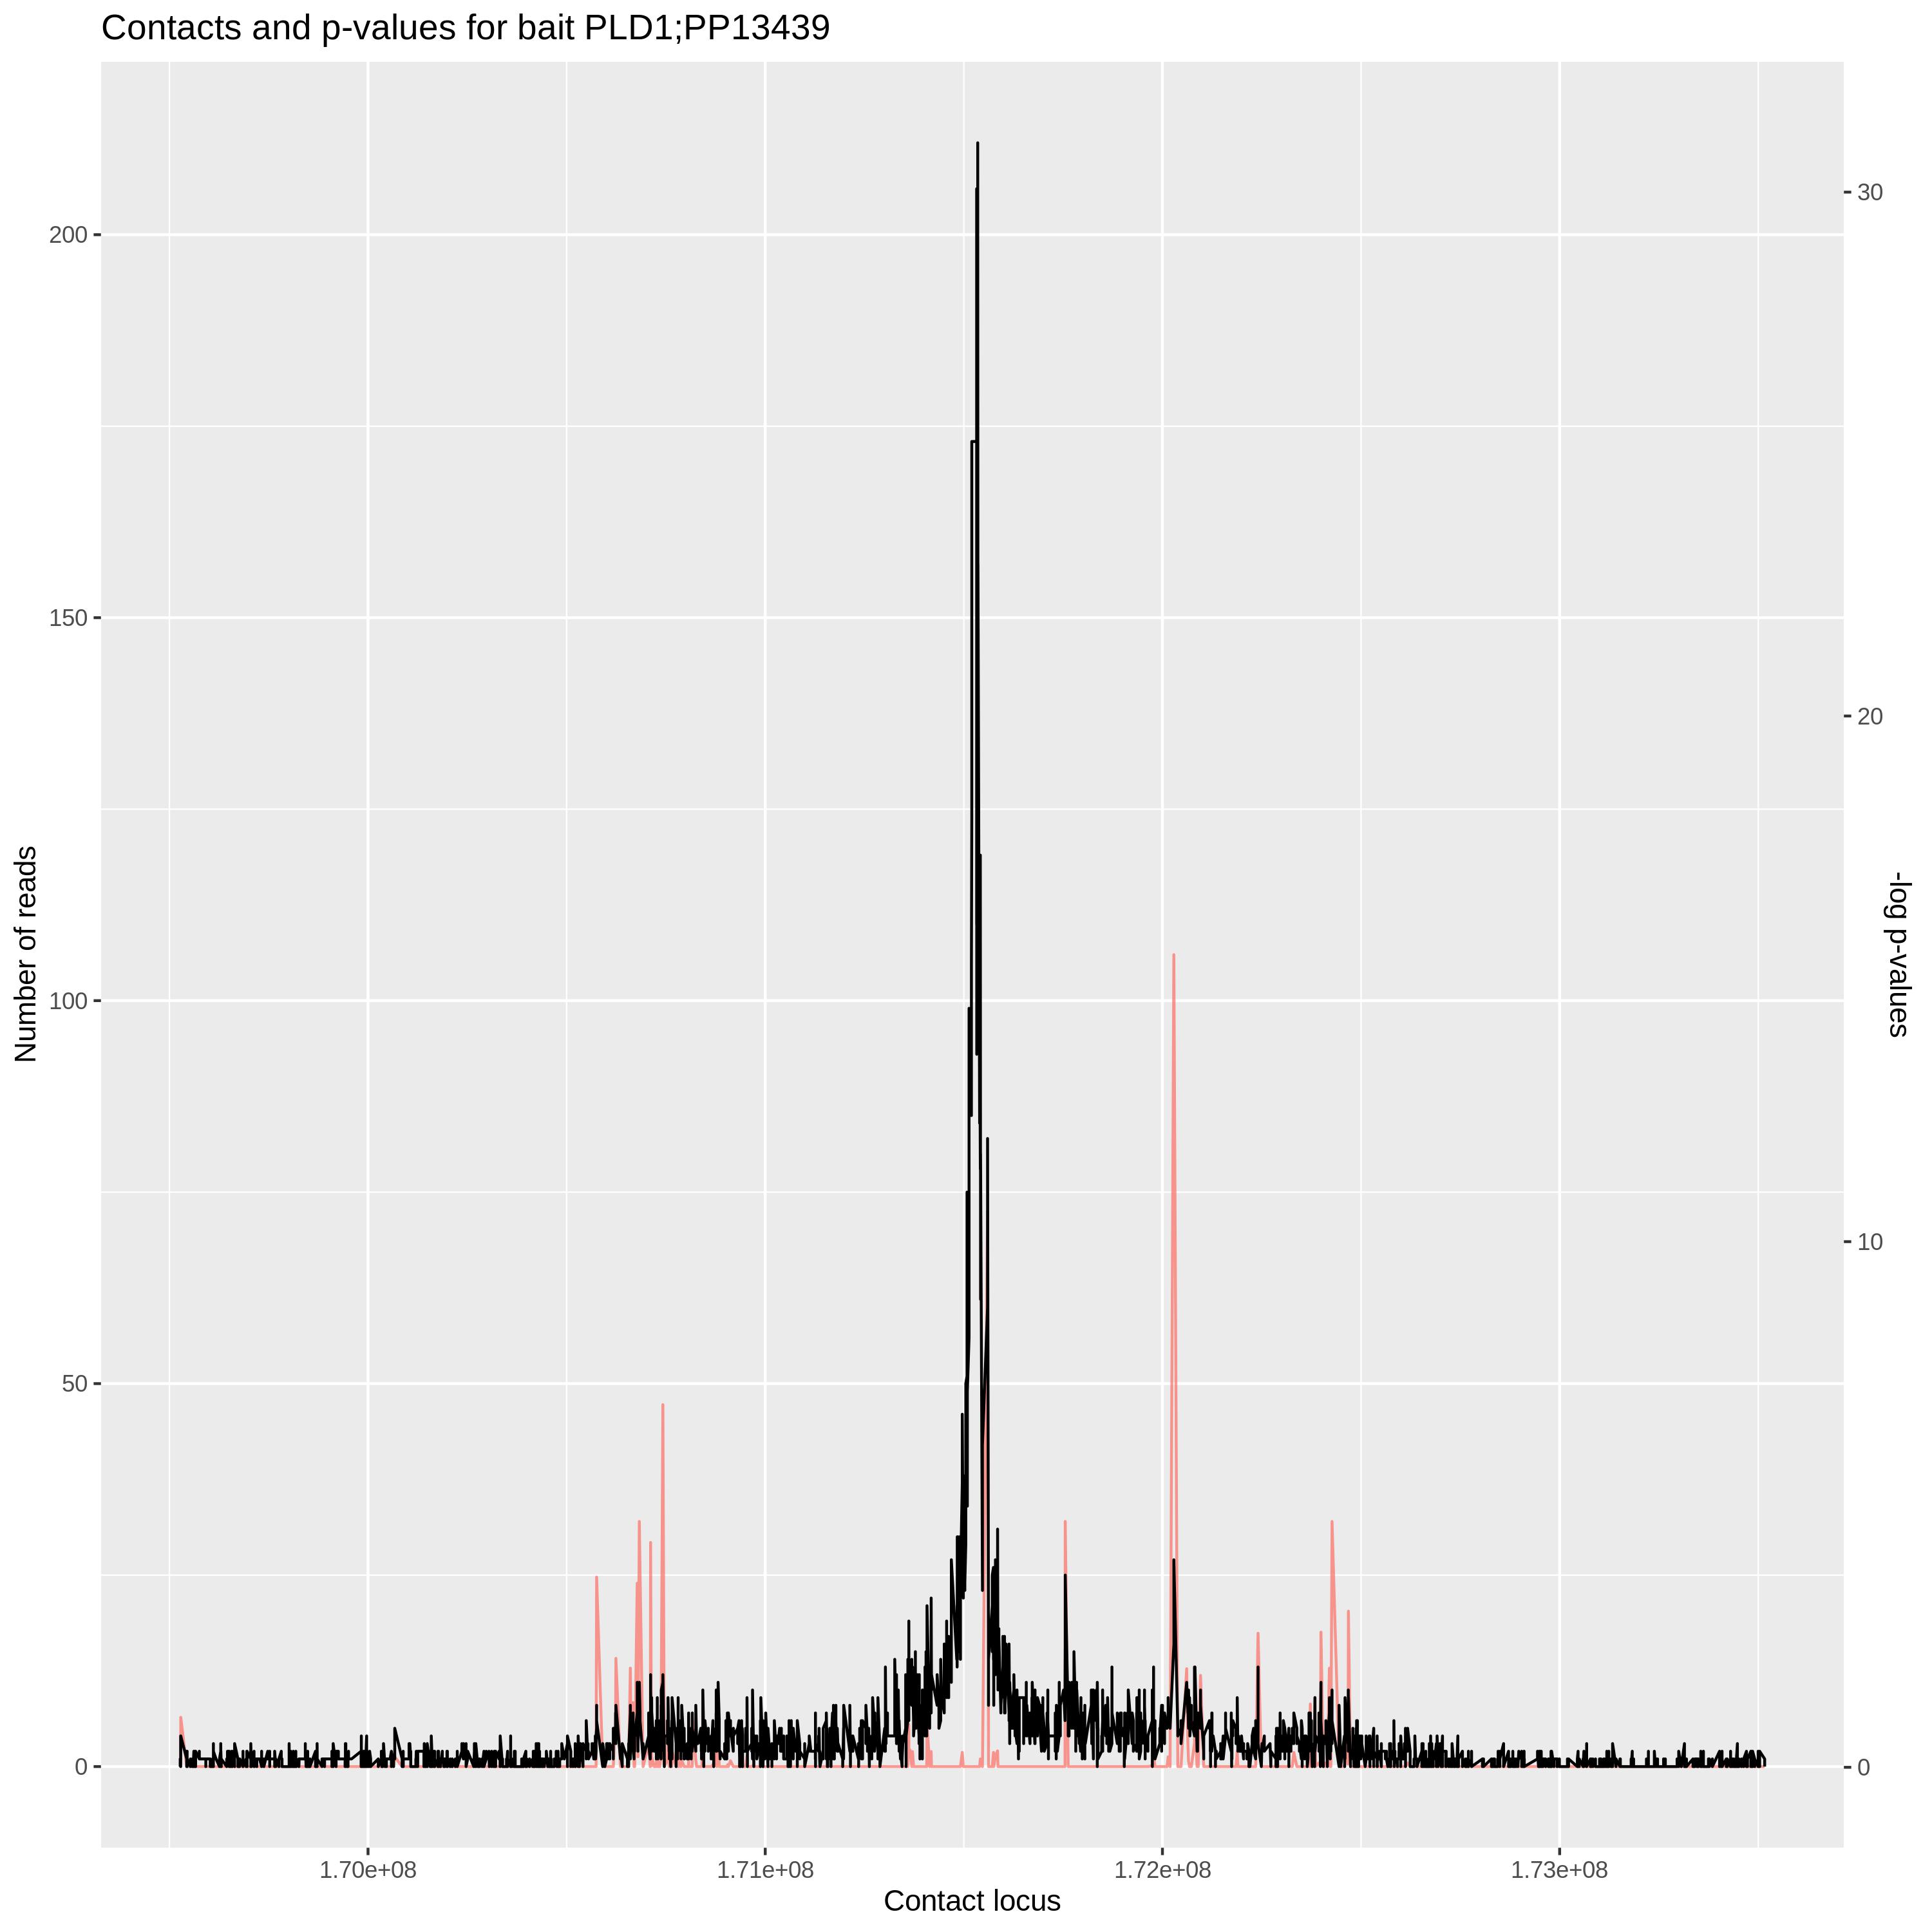 Contacts and p-values for bait PLD1;PP13439
Number of reads
200
150
100
50
0
30
20
10
0
-log p-values
1.70e+08
1.71e+08
1.72e+08
1.73e+08
Contact locus